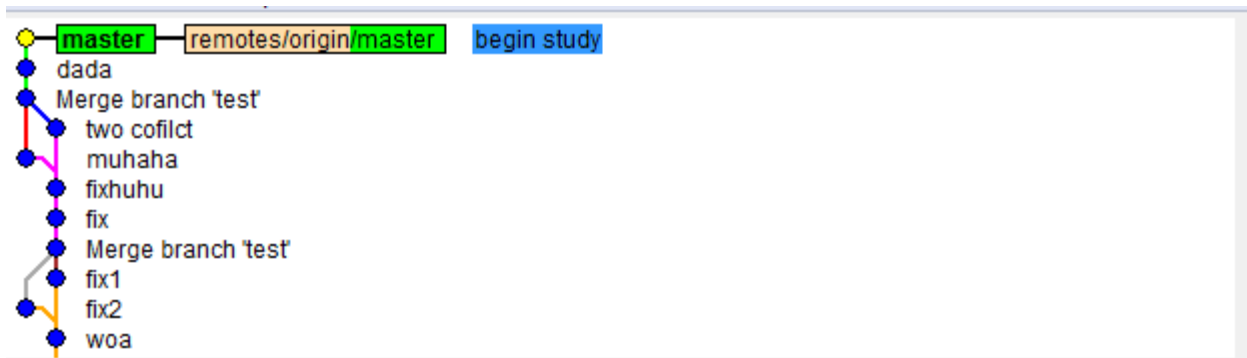 master remotes/origin/master begin study
dada
Merge branch 'test'
two cofilct
muhaha
fixhuhu
fix
Merge branch 'test'
fix1
fix2
woa